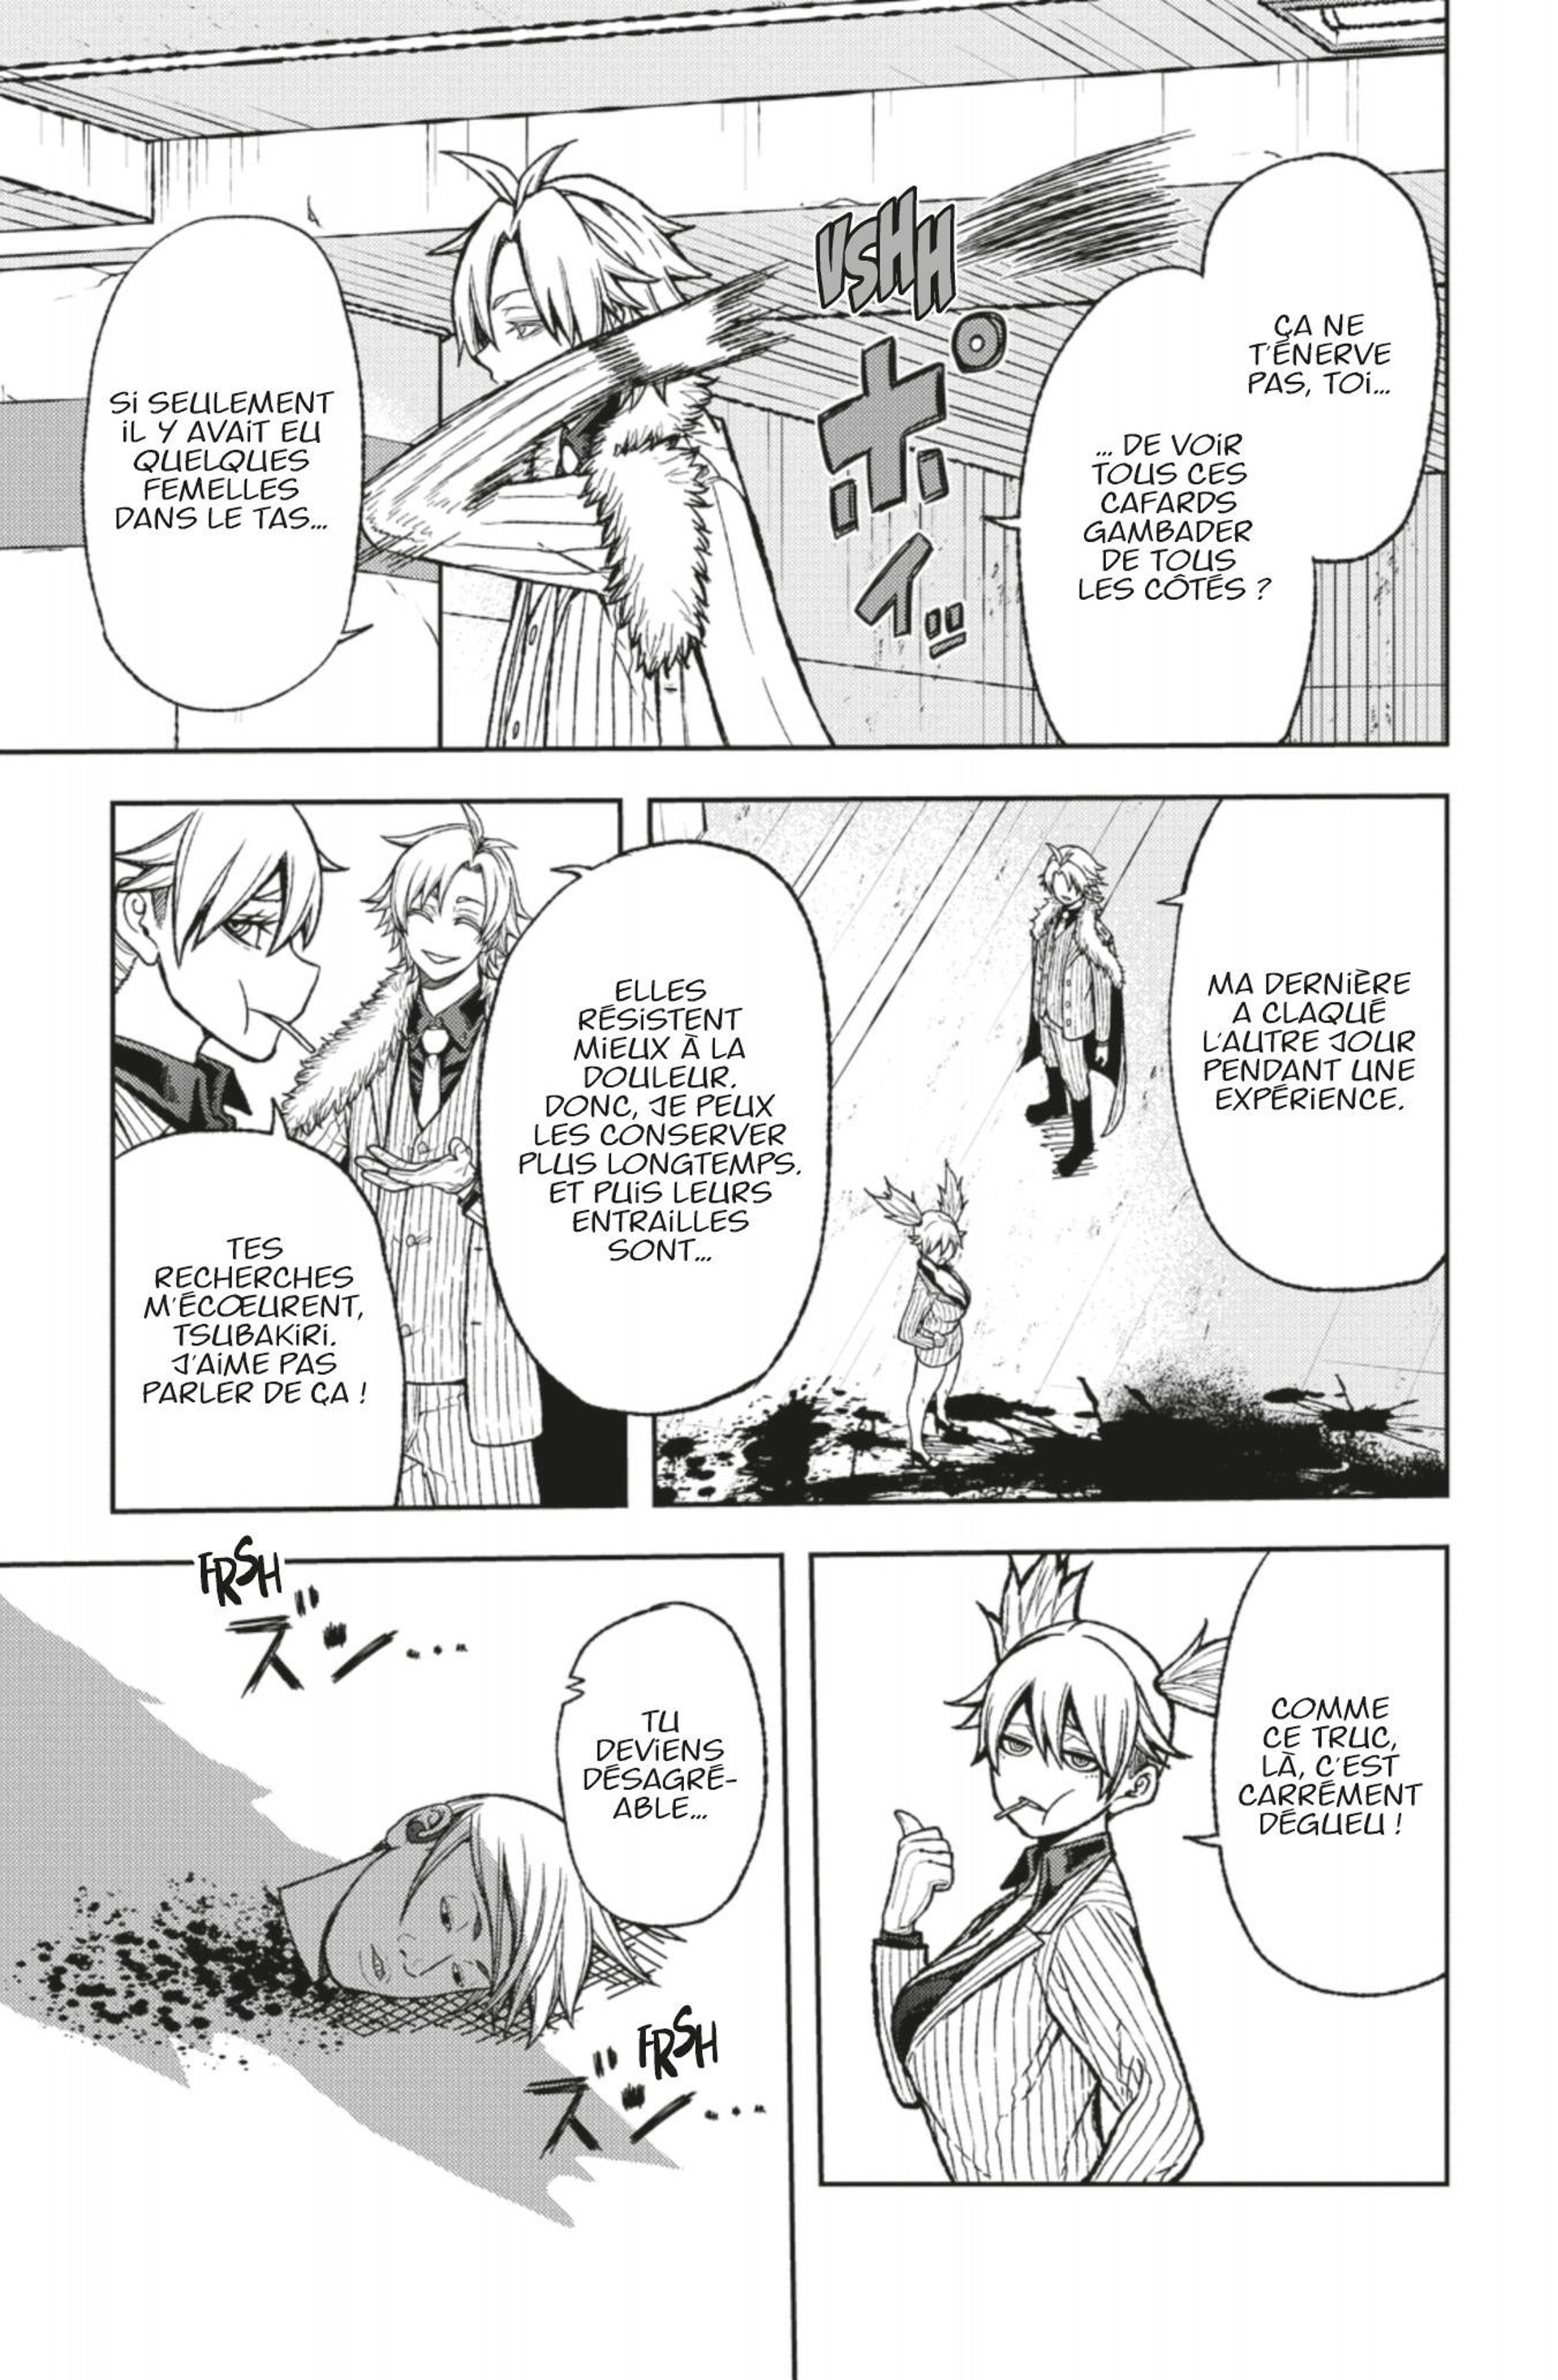 ÇA NE
T'ÉNERVE
PAS, TOI...
... DE VOIR
TOUS CES
CAFARDS
GAMBADER
DE TOUS
LES CÔTÉS ?
VSHH
ポイッ
SI SEULEMENT
IL Y AVAIT EU
QUELQUES
FEMELLES
DANS LE TAS...
MA DERNIÈRE
A CLAQUÉ
L'AUTRE JOUR
PENDANT UNE
EXPÉRIENCE.
ELLES
RÉSISTENT
MIEUX À LA
DOULEUR.
DONC, JE PEUX
LES CONSERVER
PLUS LONGTEMPS.
ET PUIS LEURS
ENTRAILLES
SONT...
TES
RECHERCHES
M'ÉCŒURENT,
TSUBAKIRI.
J'AIME PAS
PARLER DE ÇA !
COMME
CE TRUC,
LÀ, C'EST
CARRÉMENT
DÉGUEU !
TU
DEVIENS
DÉSAGRÉ-
ABLE...
FRSH
ズン...
FRSH
ズン...